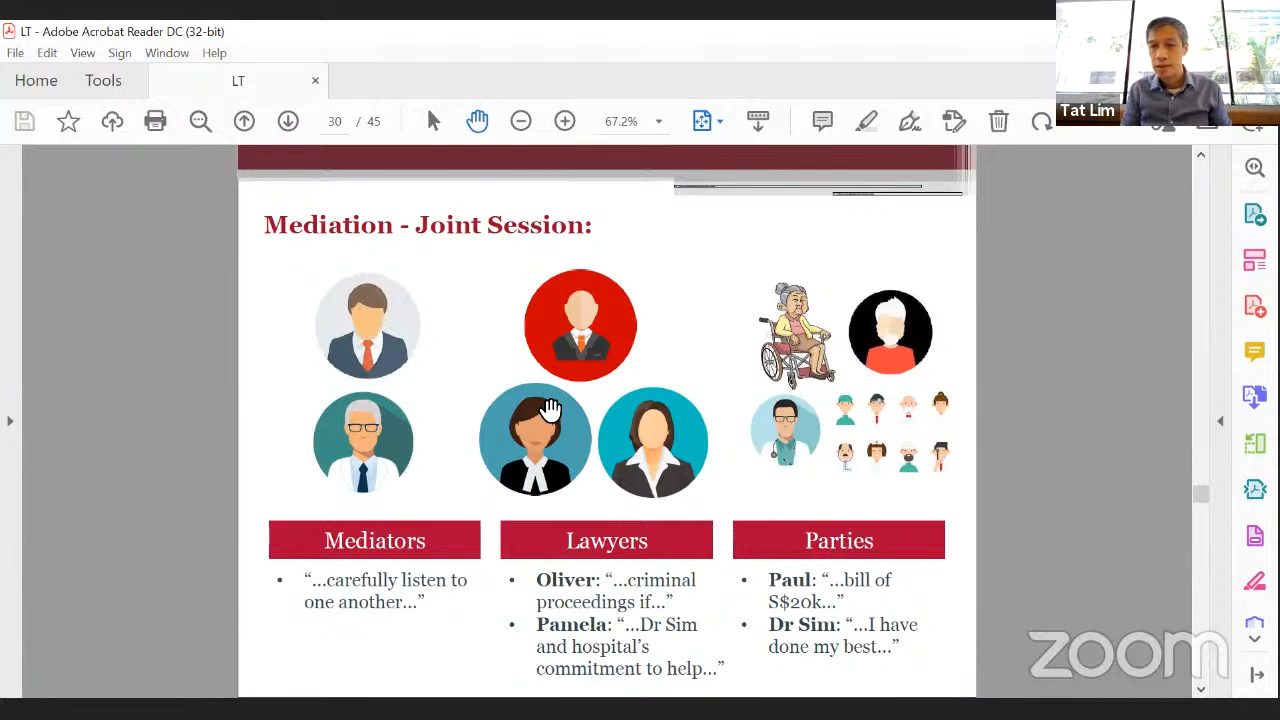 LT - Adobe Acrobat Reader DC (32-bit)
File Edit View Sign Window Help
Home Tools LT ×
30 / 45 67.2%
Tat Lim
Mediation - Joint Session:
Mediators Lawyers Parties
• “...carefully listen to
one another...”
• Oliver: “...criminal
proceedings if...”
• Pamela: “...Dr Sim
and hospital’s
commitment to help...”
• Paul: “...bill of
S$20k...”
• Dr Sim: “...I have
done my best...”
zoom